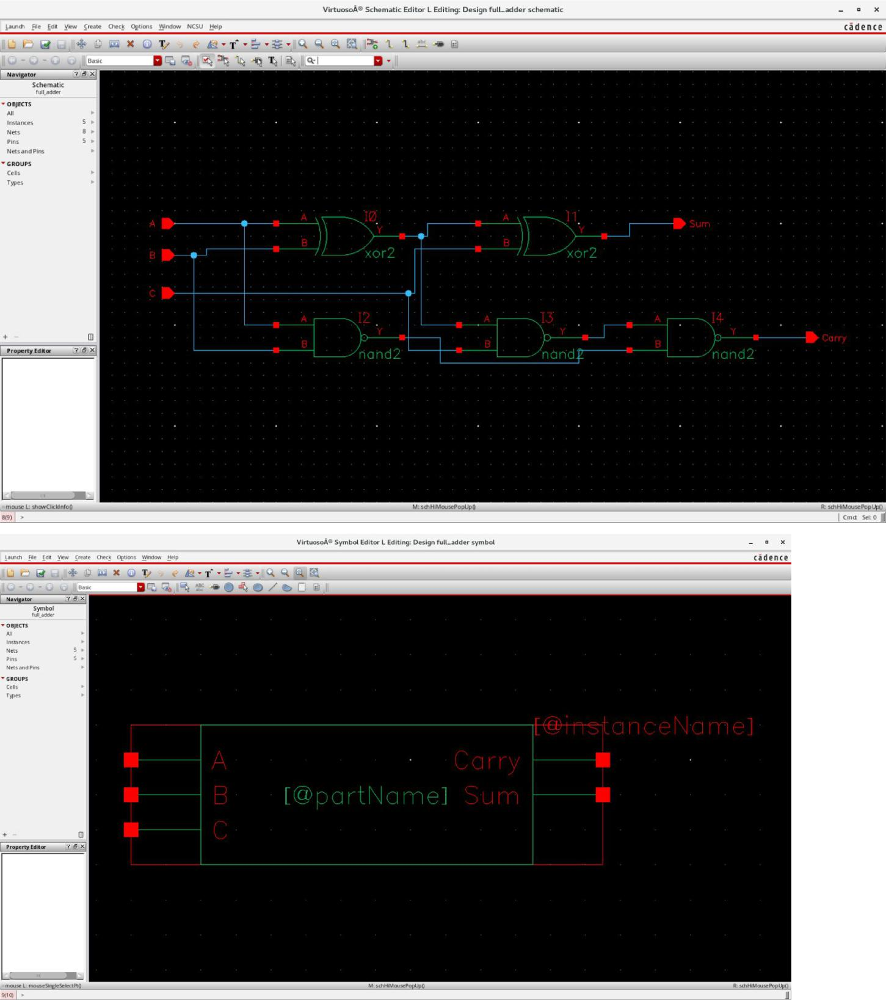 VirtuosoÂ® Schematic Editor L Editing: Design full_adder schematic
Launch File Edit View Create Check Options Window NCSU Help
cādence
Basic
Navigator
Schematic
full_adder
OBJECTS
All
Instances 5
Nets 8
Pins 5
Nets and Pins
GROUPS
Cells
Types
Property Editor
A
B
C
A
B
Y
I0
xor2
A
B
Y
I1
xor2
Sum
A
B
Y
I2
nand2
A
B
Y
I3
nand2
A
B
Y
I4
nand2
Carry
mouse L: showClickInfo() M: schHiMousePopUp() R: schHiMousePopUp()
8(9) > Cmd: Sel: 0
VirtuosoÂ® Symbol Editor L Editing: Design full_adder symbol
Launch File Edit View Create Check Options Window Help
cādence
Basic
Navigator
Symbol
full_adder
OBJECTS
All
Instances
Nets 5
Pins 5
Nets and Pins
GROUPS
Cells
Types
Property Editor
[@instanceName]
A Carry
B [@partName] Sum
C
mouse L: mouseSingleSelectPt() M: schHiMousePopUp() R: schHiMousePopUp()
9(10) >